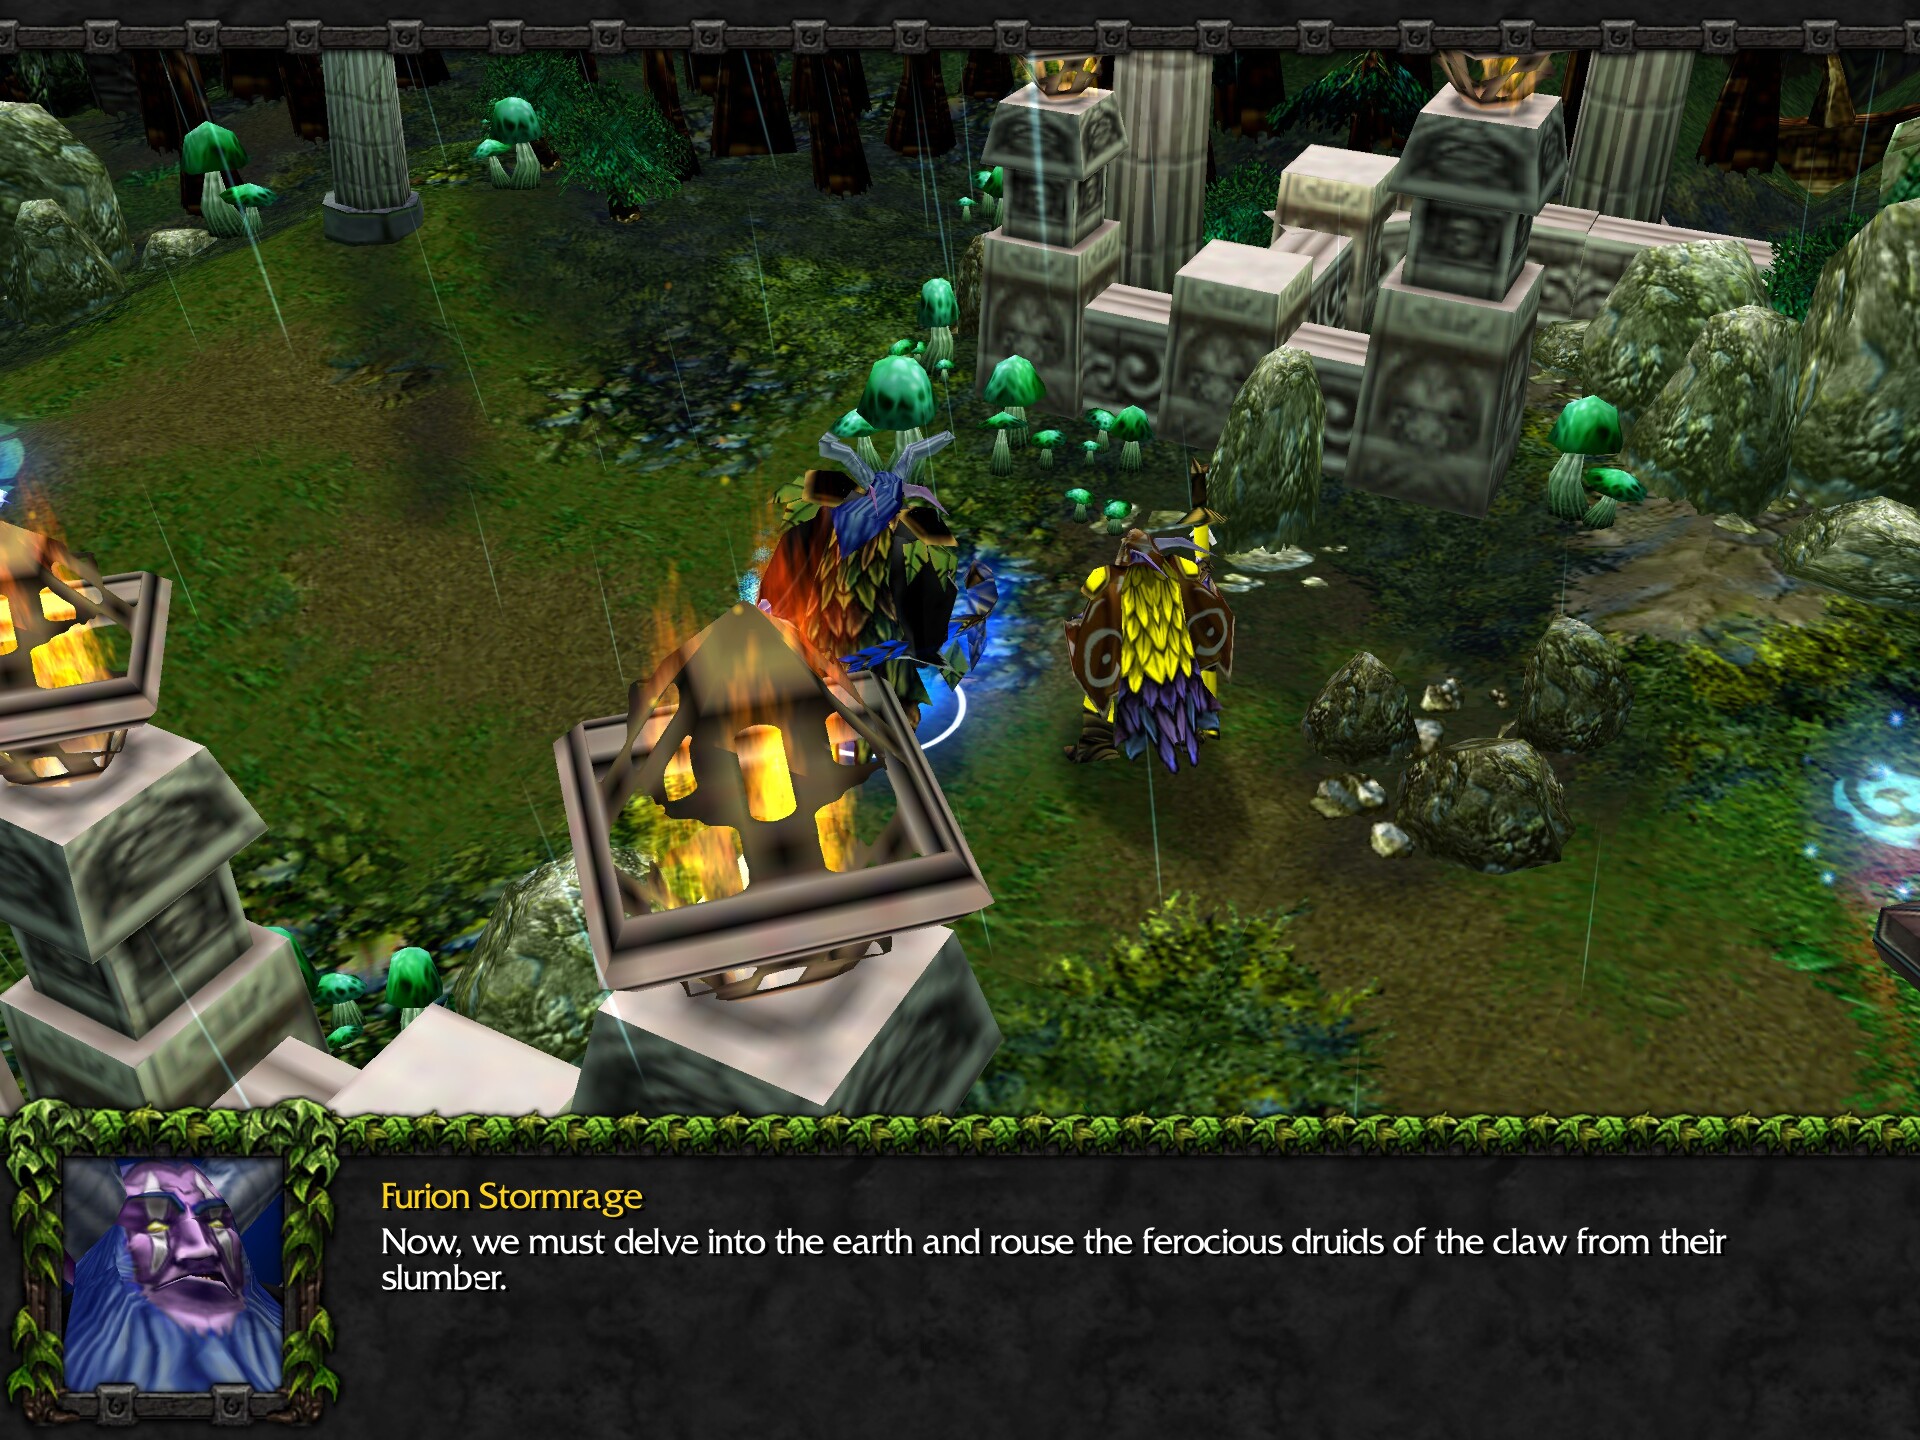 Furion Stormrage
Now, we must delve into the earth and rouse the ferocious druids of the claw from their
slumber.